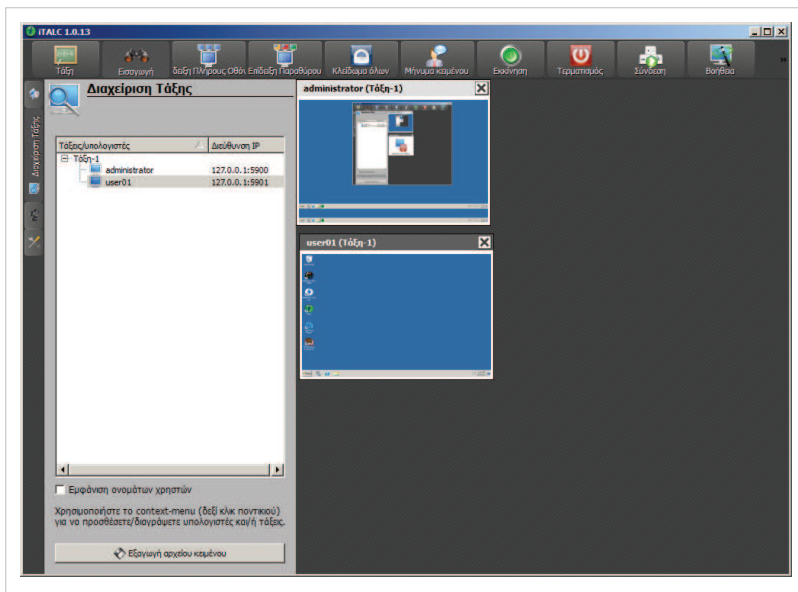 iTALC 1.0.13
Τάξη
Εισαγωγή
δειξη Πλήρους Οθόν
Επίδειξη Παραθύρου
Κλείδωμα όλων
Μήνυμα κειμένου
Εκκίνηση
Τερματισμός
Σύνδεση
Βοήθεια
»
Διαχείριση Τάξης
Διαχείριση Τάξης
Τάξεις/υπολογιστές
Διεύθυνση IP
Τάξη-1
administrator 127.0.0.1:5900
user01 127.0.0.1:5901
Εμφάνιση ονομάτων χρηστών
Χρησιμοποιήστε το context-menu (δεξί κλικ ποντικιού)
για να προσθέσετε/διαγράψετε υπολογιστές και/ή τάξεις.
Εξαγωγή αρχείου κειμένου
administrator (Τάξη-1)
user01 (Τάξη-1)